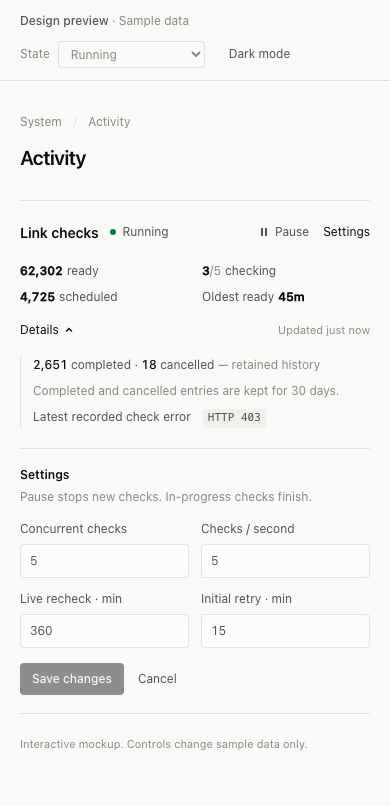 Design preview · Sample data
State Running Dark mode
System / Activity
Activity
Link checks Running Pause Settings
62,302 ready 3/5 checking
4,725 scheduled Oldest ready 45m
Details Updated just now
2,651 completed · 18 cancelled — retained history
Completed and cancelled entries are kept for 30 days.
Latest recorded check error HTTP 403
Settings
Pause stops new checks. In-progress checks finish.
Concurrent checks Checks / second
5 5
Live recheck · min Initial retry · min
360 15
Save changes Cancel
Interactive mockup. Controls change sample data only.